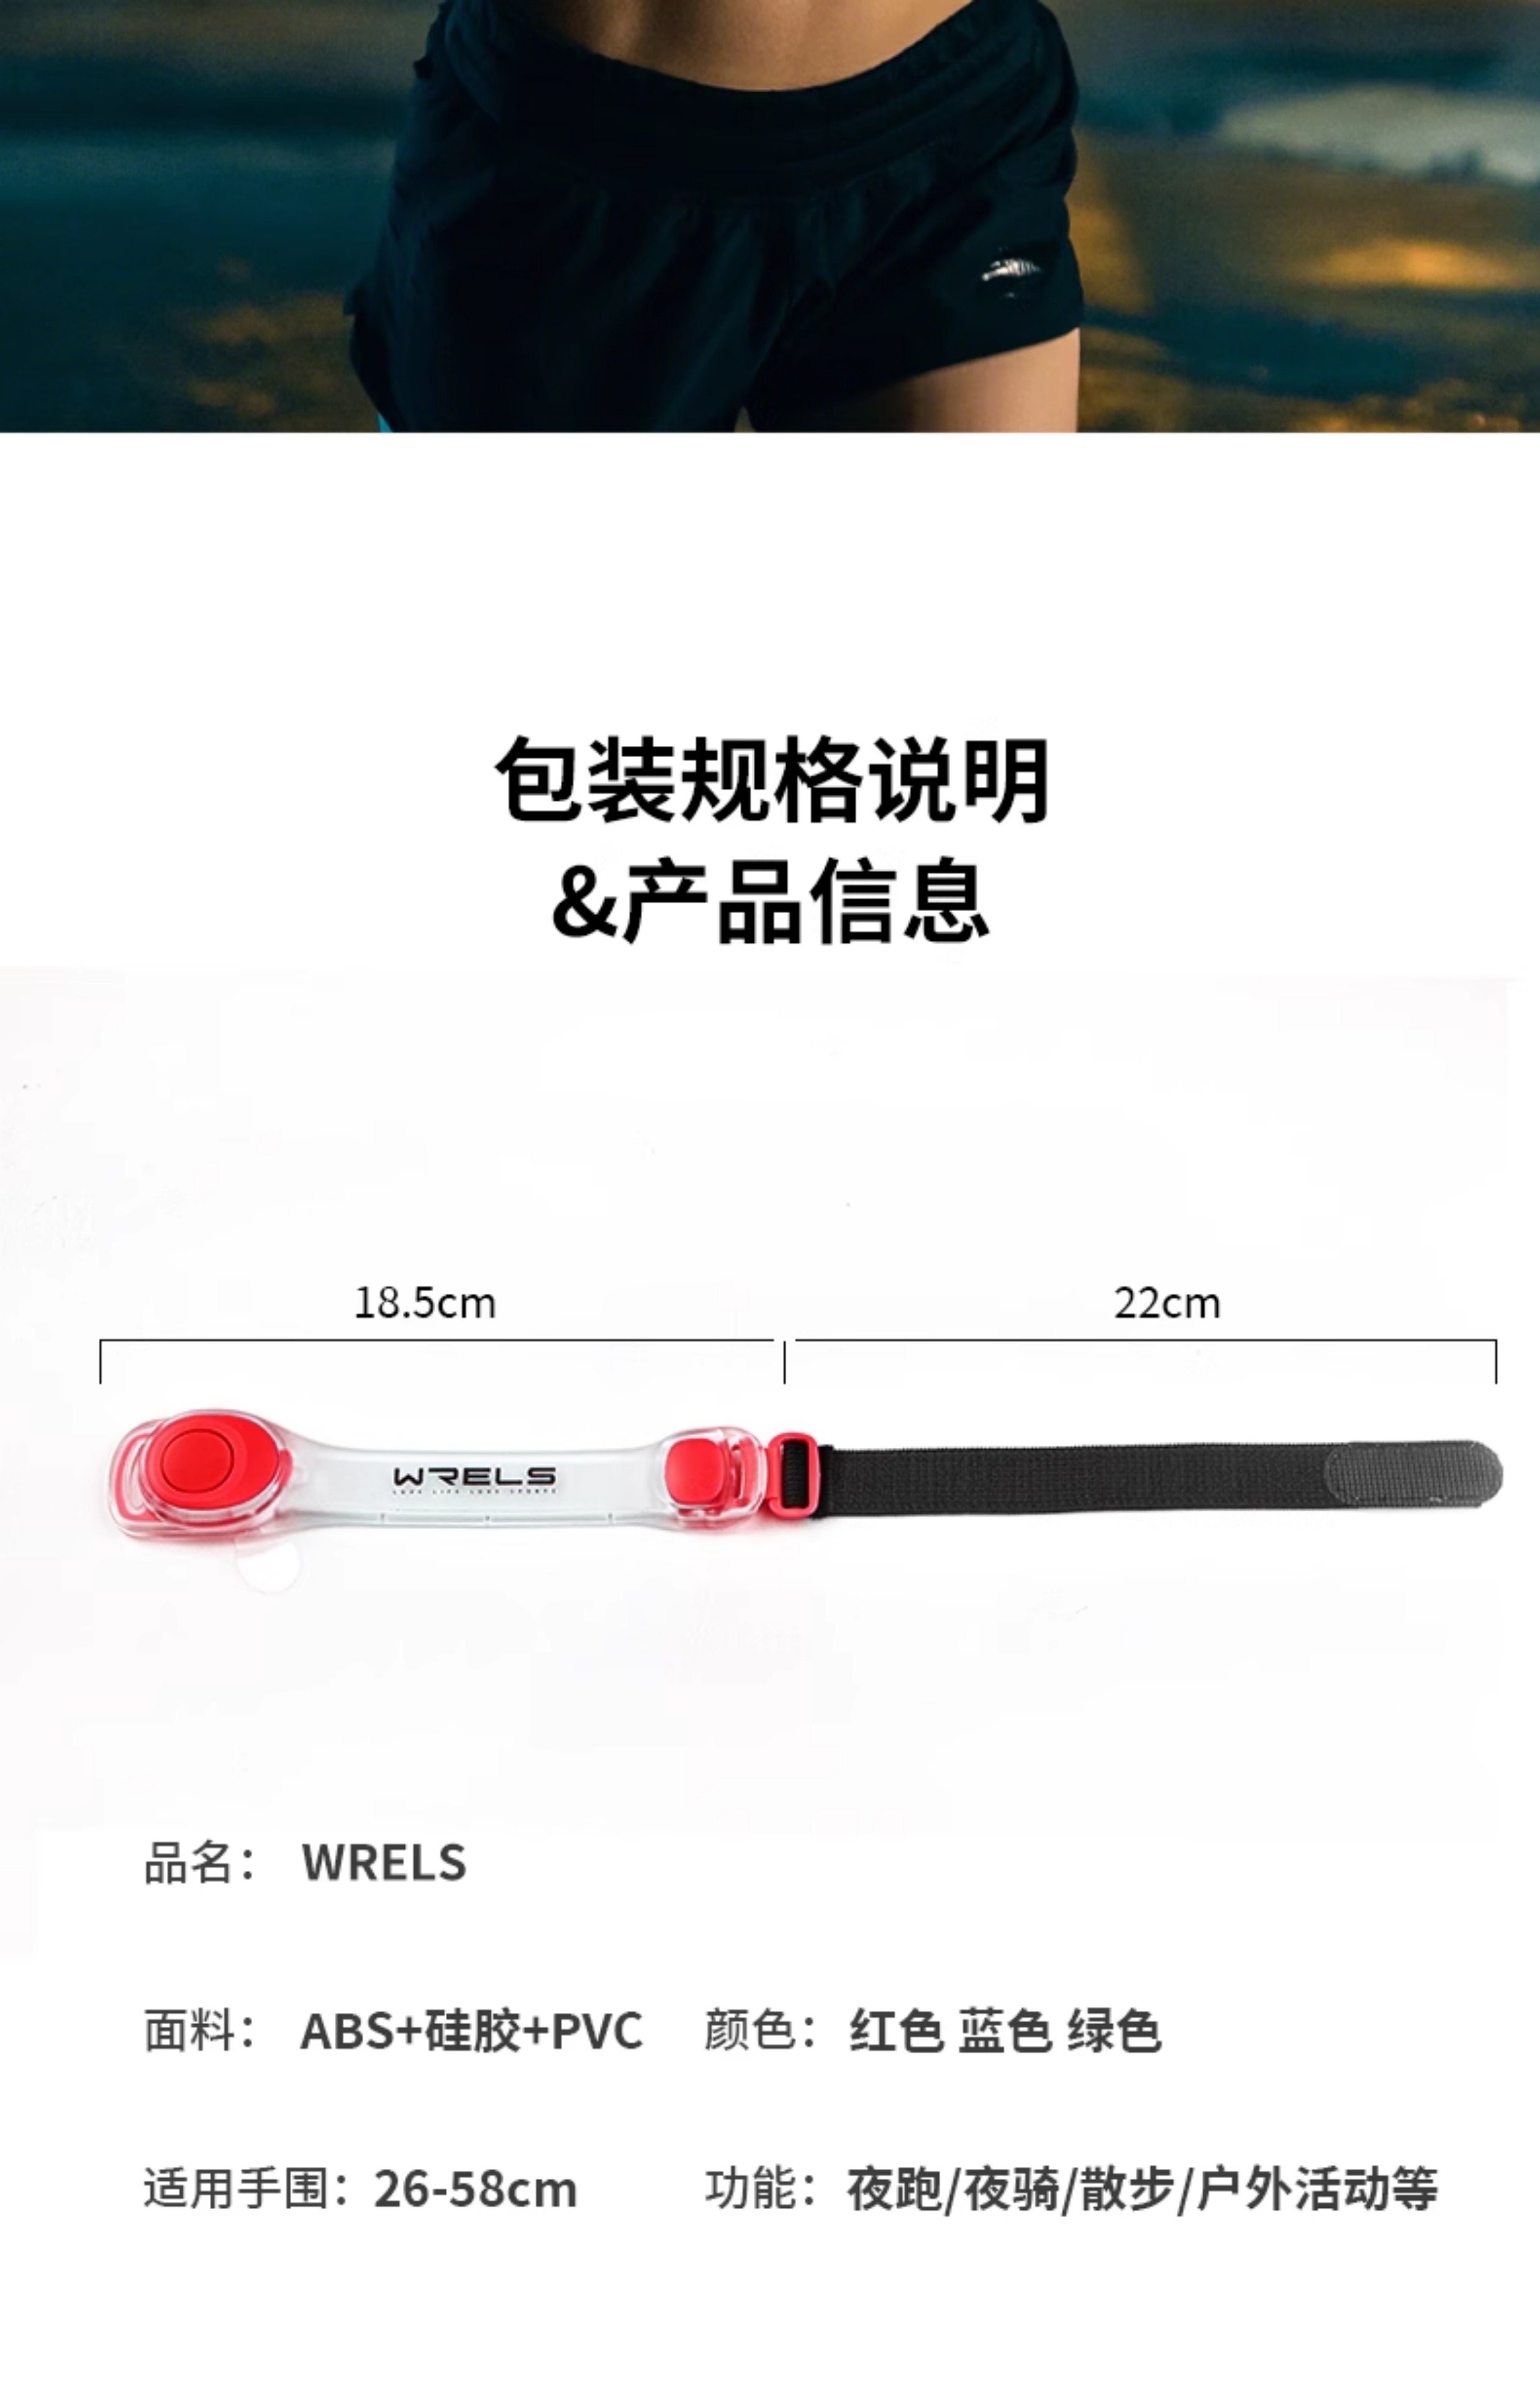 包装规格说明
&产品信息
18.5cm 22cm
WRELS
品名： WRELS
面料： ABS+硅胶+PVC 颜色：红色 蓝色 绿色
适用手围：26-58cm 功能：夜跑/夜骑/散步/户外活动等